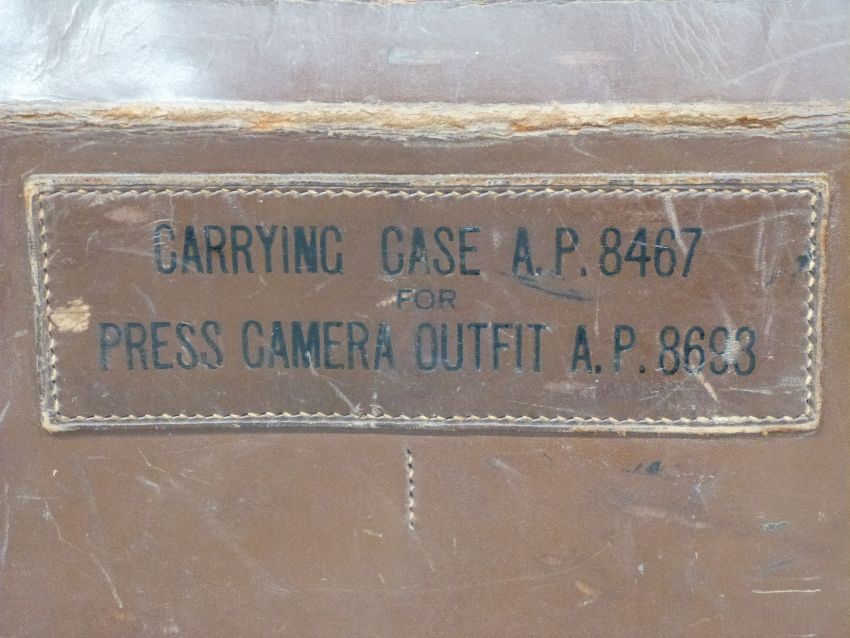 CARRYING CASE A.P. 8467
FOR
PRESS CAMERA OUTFIT A.P. 8693